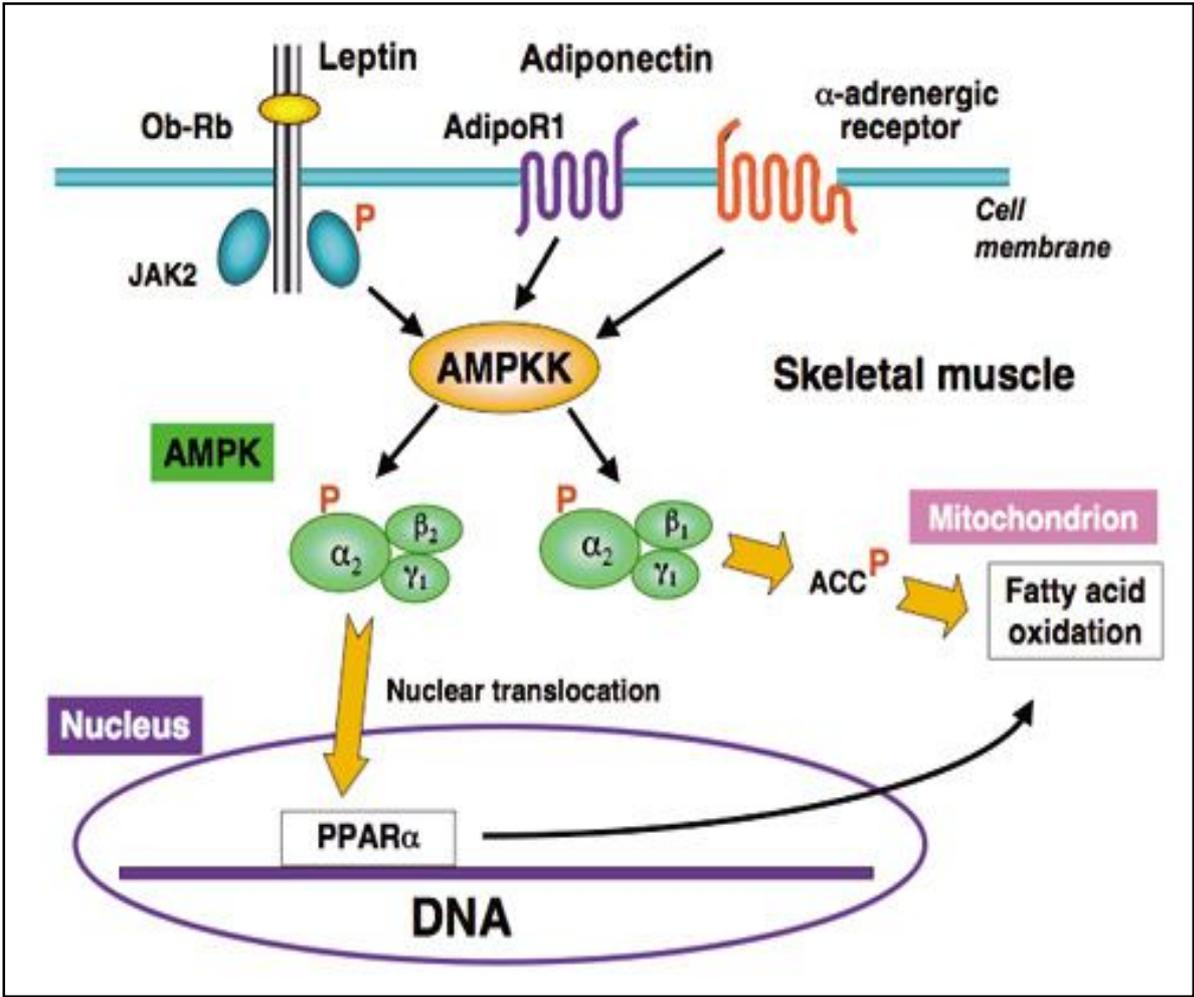 Leptin
Adiponectin
α-adrenergic
receptor
Ob-Rb
AdipoR1
Cell
membrane
P
JAK2
AMPKK
Skeletal muscle
AMPK
P
α₂
β₂
γ₁
P
α₂
β₁
γ₁
ACC P
Mitochondrion
Fatty acid
oxidation
Nuclear translocation
Nucleus
PPARα
DNA